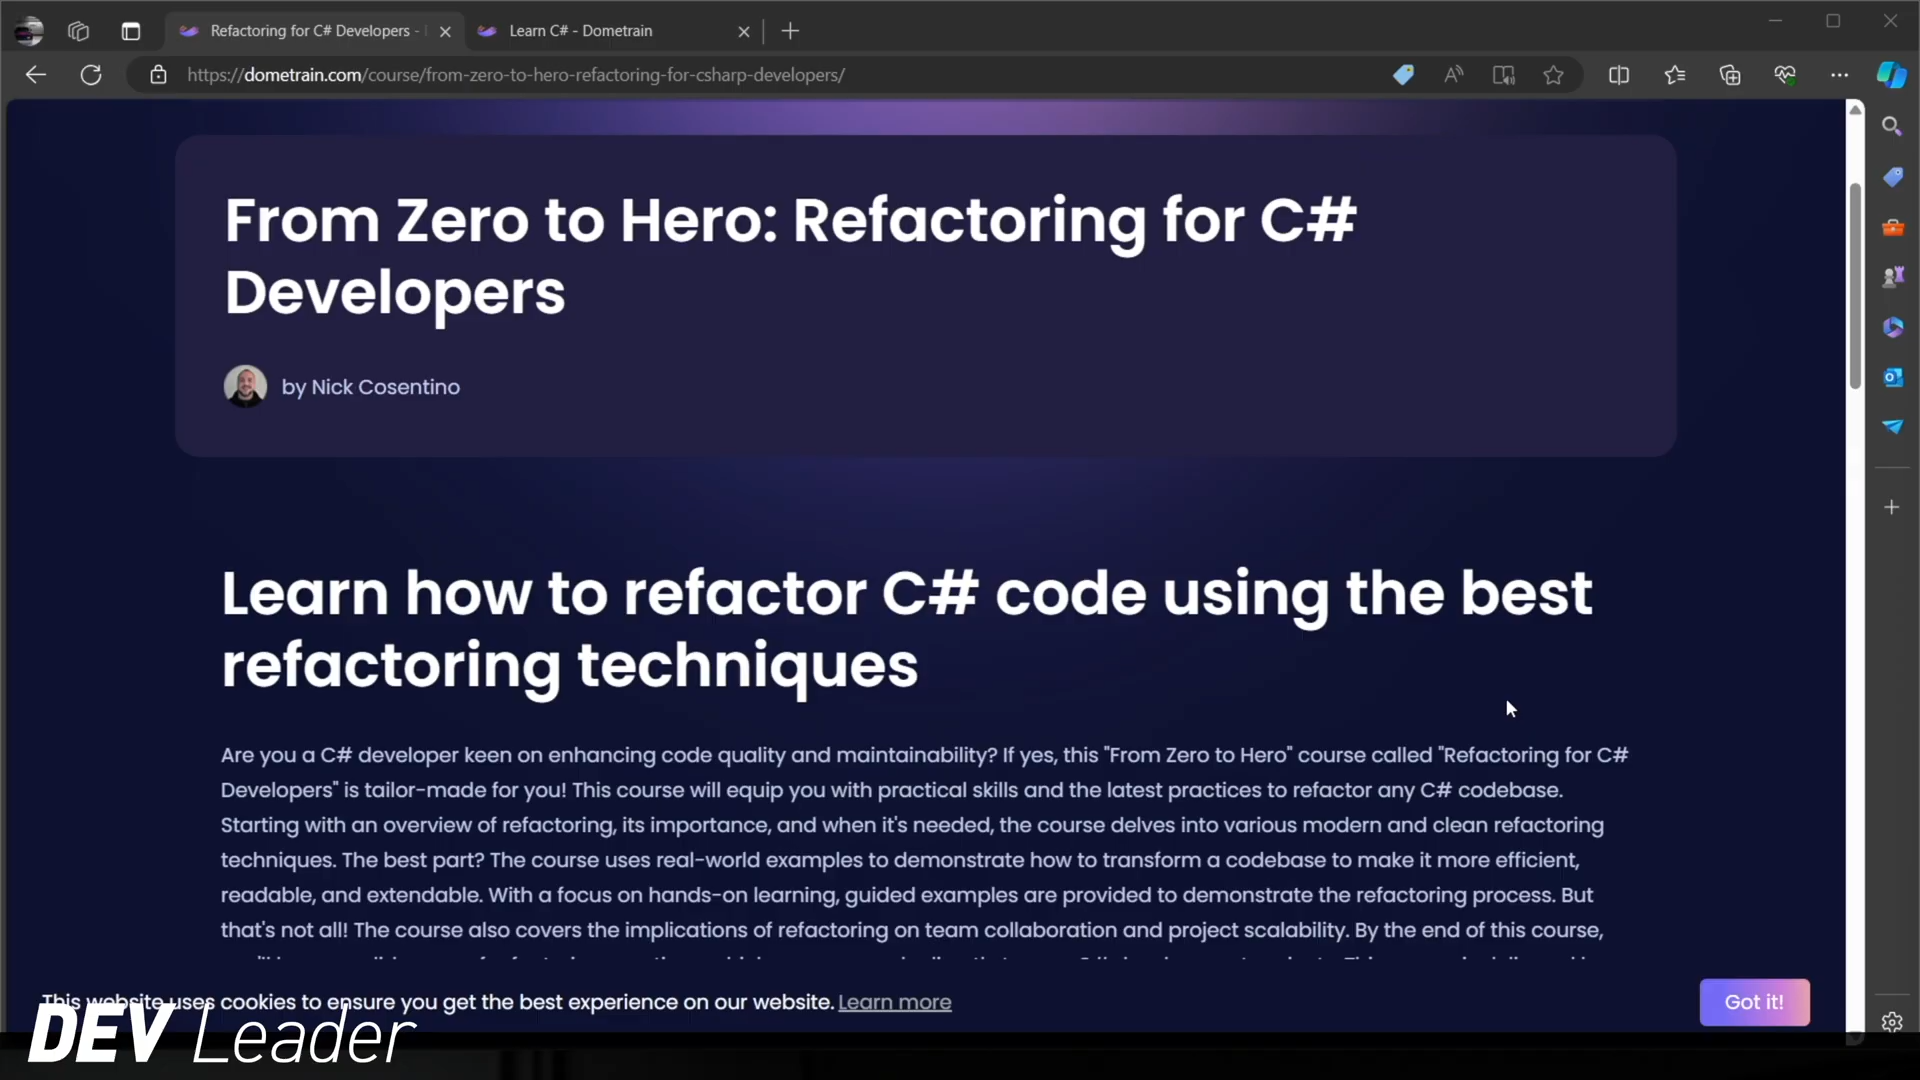 Refactoring for C# Developers -
Learn C# - Dometrain
https://dometrain.com/course/from-zero-to-hero-refactoring-for-csharp-developers/
From Zero to Hero: Refactoring for C#
Developers
by Nick Cosentino
Learn how to refactor C# code using the best
refactoring techniques
Are you a C# developer keen on enhancing code quality and maintainability? If yes, this "From Zero to Hero" course called "Refactoring for C#
Developers" is tailor-made for you! This course will equip you with practical skills and the latest practices to refactor any C# codebase.
Starting with an overview of refactoring, its importance, and when it's needed, the course delves into various modern and clean refactoring
techniques. The best part? The course uses real-world examples to demonstrate how to transform a codebase to make it more efficient,
readable, and extendable. With a focus on hands-on learning, guided examples are provided to demonstrate the refactoring process. But
that's not all! The course also covers the implications of refactoring on team collaboration and project scalability. By the end of this course,
This website uses cookies to ensure you get the best experience on our website. Learn more
Got it!
DEV Leader